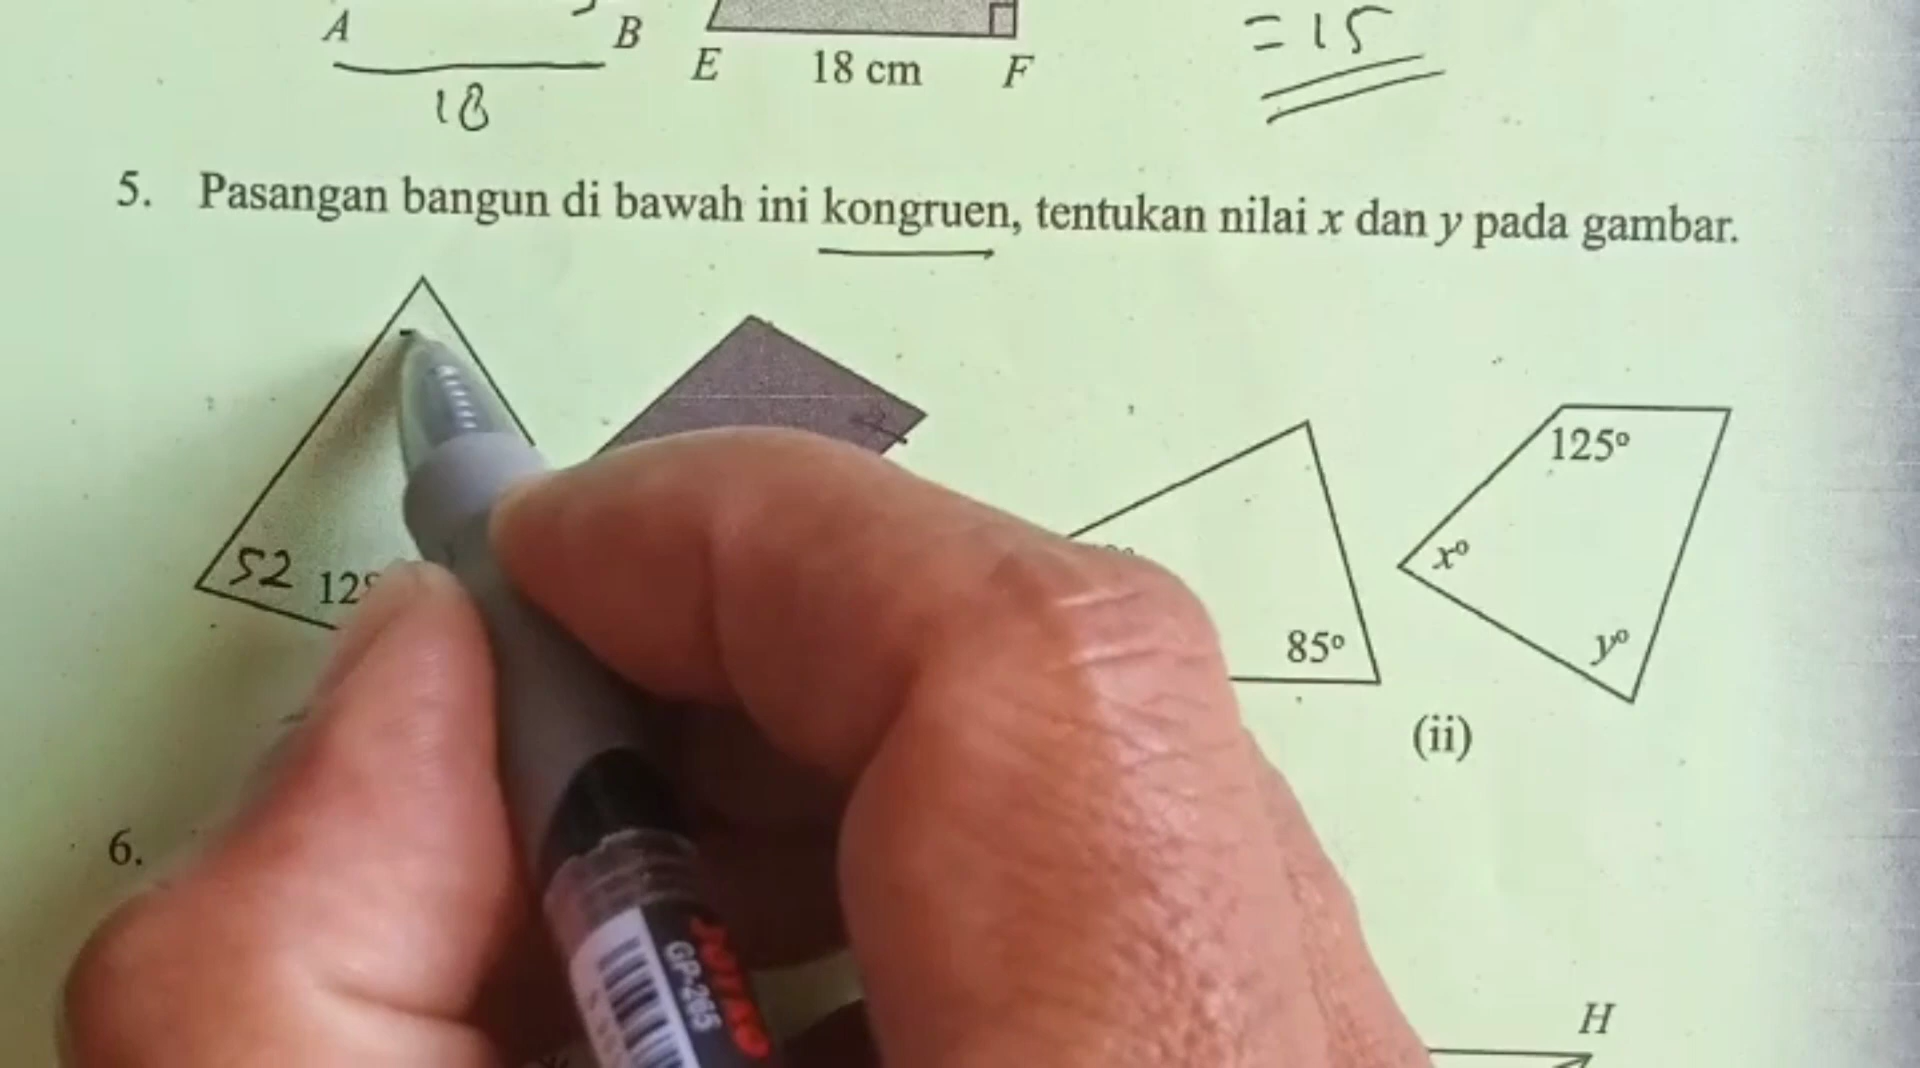 A B E 18 cm F
18
= 15
5. Pasangan bangun di bawah ini kongruen, tentukan nilai x dan y pada gambar.
52
125°
x°
y°
85°
(ii)
6.
H
JOYKO
GP-265